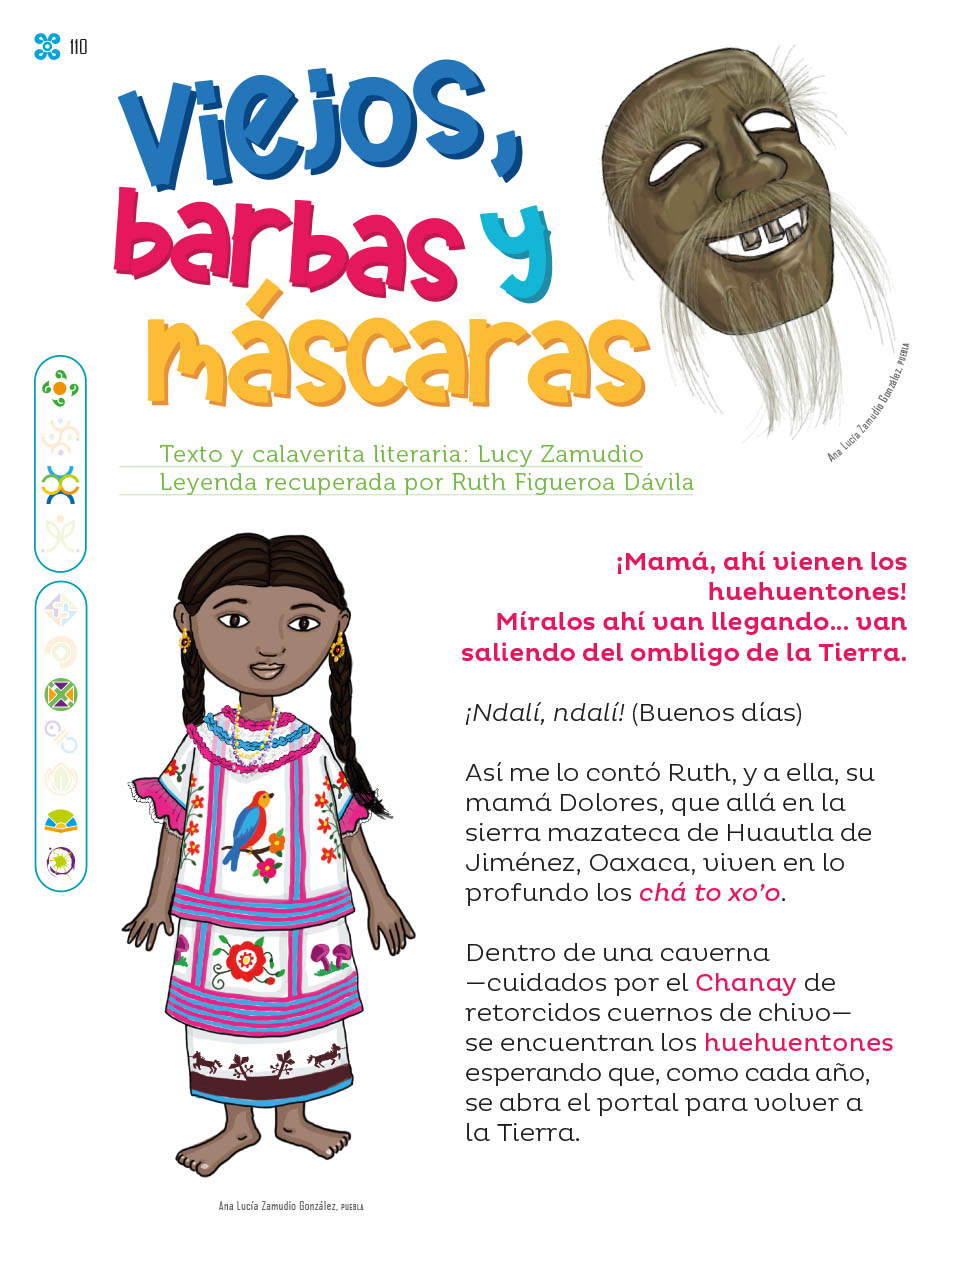 110
Viejos,
barbas y
máscaras
Ana Lucía Zamudio González, PUEBLA
Texto y calaverita literaria: Lucy Zamudio
Leyenda recuperada por Ruth Figueroa Dávila
¡Mamá, ahí vienen los
huehuentones!
Míralos ahí van llegando... van
saliendo del ombligo de la Tierra.
¡Ndalí, ndalí! (Buenos días)
Así me lo contó Ruth, y a ella, su
mamá Dolores, que allá en la
sierra mazateca de Huautla de
Jiménez, Oaxaca, viven en lo
profundo los chá to xo’o.
Dentro de una caverna
—cuidados por el Chanay de
retorcidos cuernos de chivo—
se encuentran los huehuentones
esperando que, como cada año,
se abra el portal para volver a
la Tierra.
Ana Lucía Zamudio González, PUEBLA